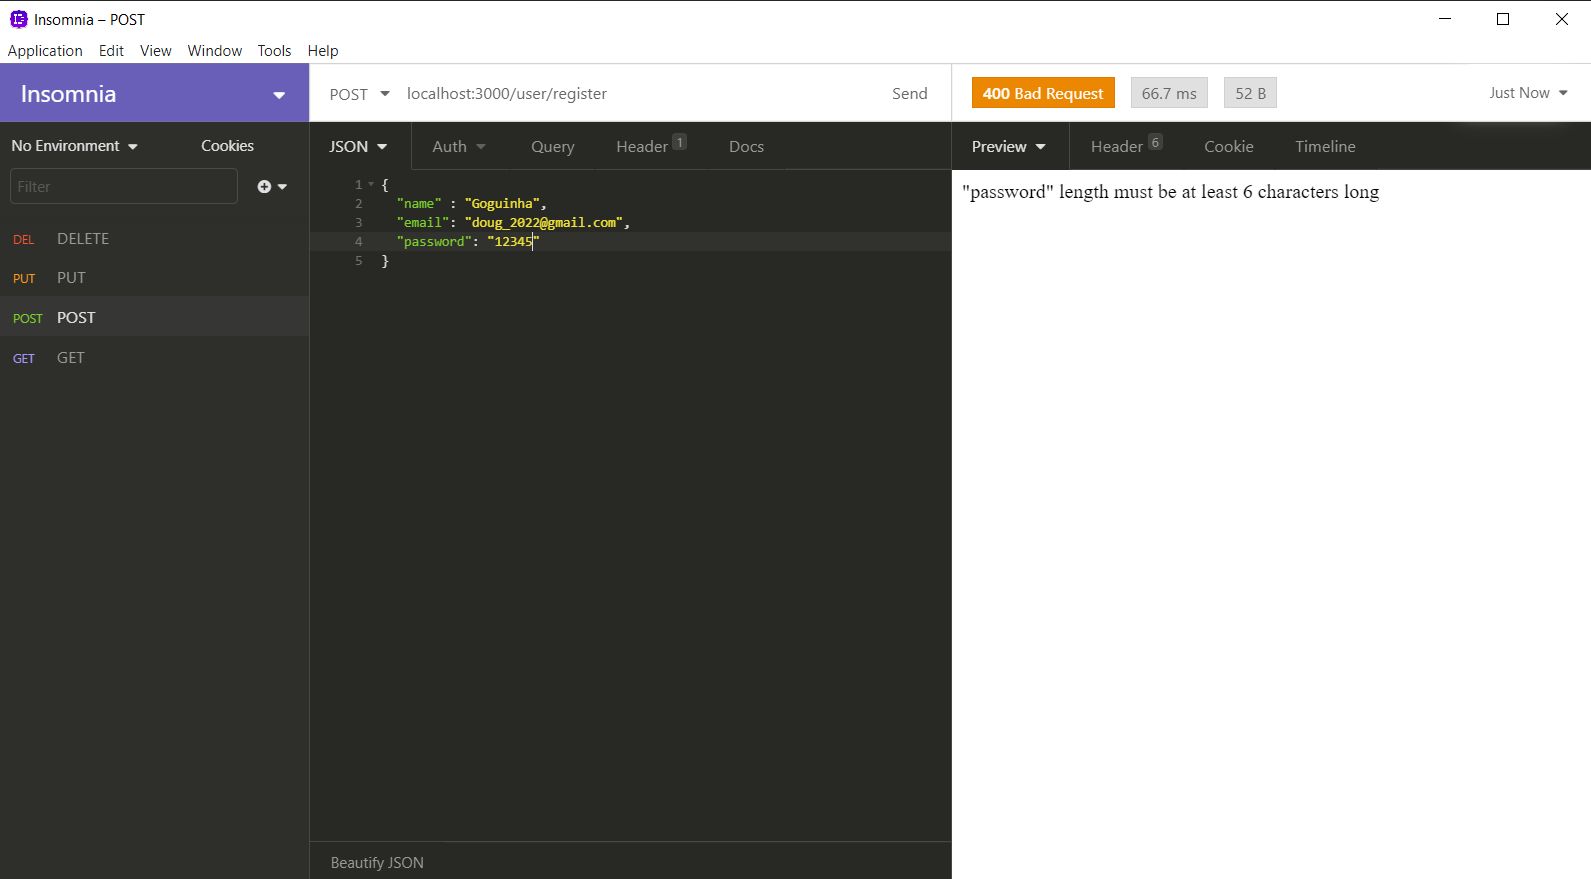 Insomnia – POST
Application Edit View Window Tools Help
Insomnia
POST localhost:3000/user/register Send
400 Bad Request 66.7 ms 52 B Just Now
No Environment Cookies
JSON Auth Query Header 1 Docs
Preview Header 6 Cookie Timeline
Filter
DEL DELETE
PUT PUT
POST POST
GET GET
1 {
2 "name" : "Goguinha",
3 "email": "doug_2022@gmail.com",
4 "password": "12345"
5 }
Beautify JSON
"password" length must be at least 6 characters long